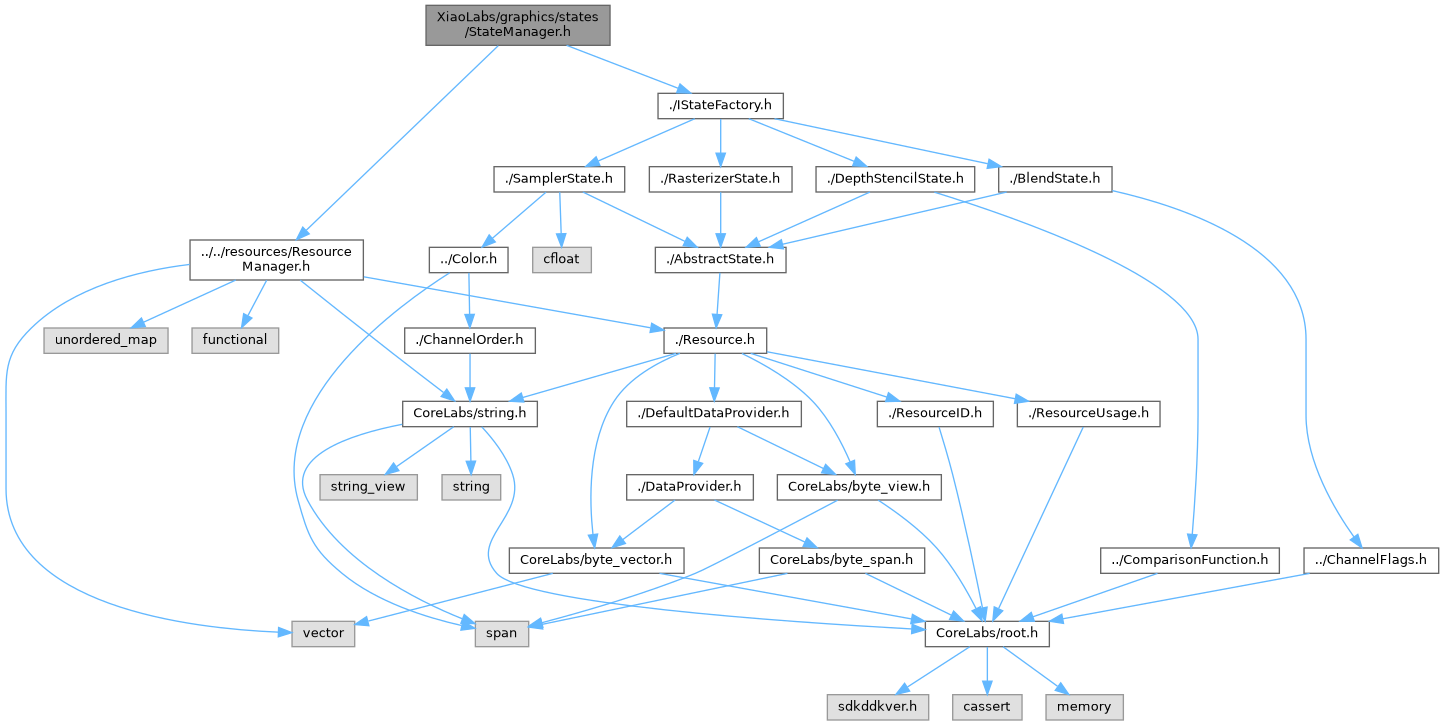 XiaoLabs/graphics/states
/StateManager.h
./IStateFactory.h
./SamplerState.h
./RasterizerState.h
./DepthStencilState.h
./BlendState.h
../../resources/Resource
Manager.h
../Color.h
cfloat
./AbstractState.h
unordered_map
functional
./ChannelOrder.h
./Resource.h
CoreLabs/string.h
./DefaultDataProvider.h
./ResourceID.h
./ResourceUsage.h
string_view
string
./DataProvider.h
CoreLabs/byte_view.h
CoreLabs/byte_vector.h
CoreLabs/byte_span.h
../ComparisonFunction.h
../ChannelFlags.h
vector
span
CoreLabs/root.h
sdkddkver.h
cassert
memory